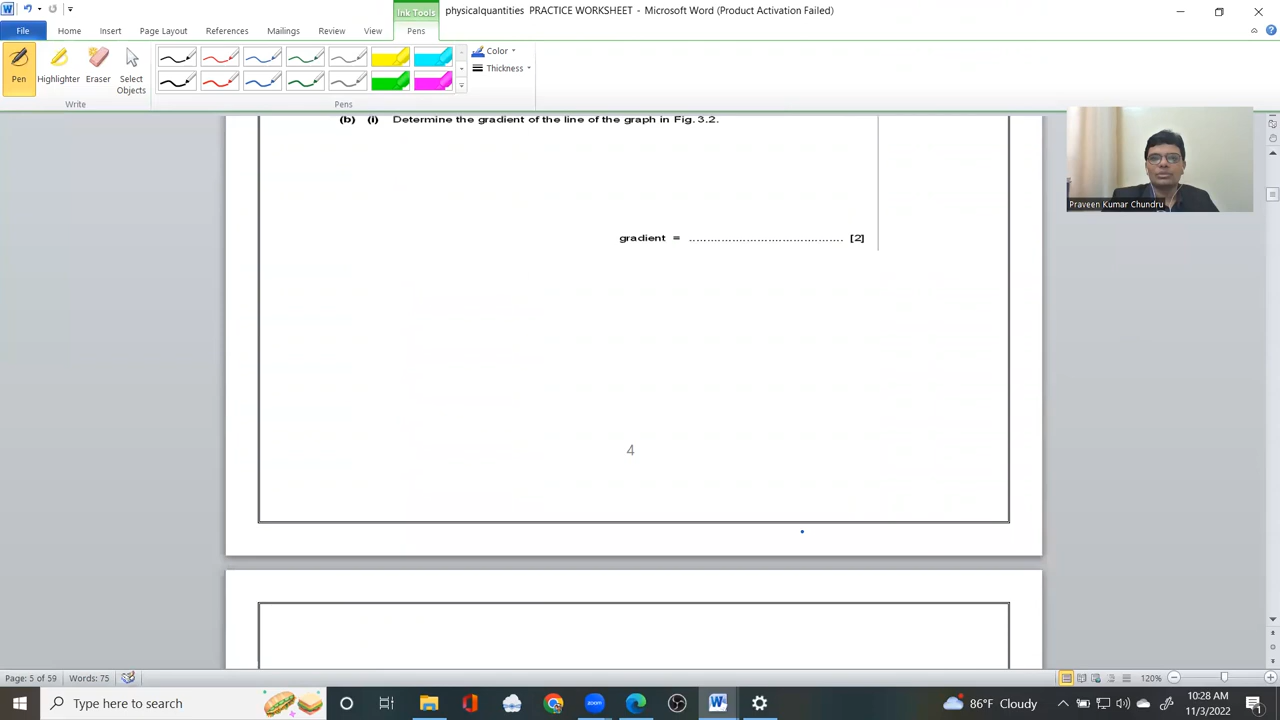 Ink Tools
physicalquantities PRACTICE WORKSHEET - Microsoft Word (Product Activation Failed)
File Home Insert Page Layout References Mailings Review View Pens
Pen Highlighter Eraser Select Objects
Color
Thickness
Write Pens
(b) (i) Determine the gradient of the line of the graph in Fig. 3.2.
gradient = ........................................... [2]
4
Praveen Kumar Chundru
Page: 5 of 59 Words: 75 120%
Type here to search zoom W 86°F Cloudy 10:28 AM
11/3/2022 1